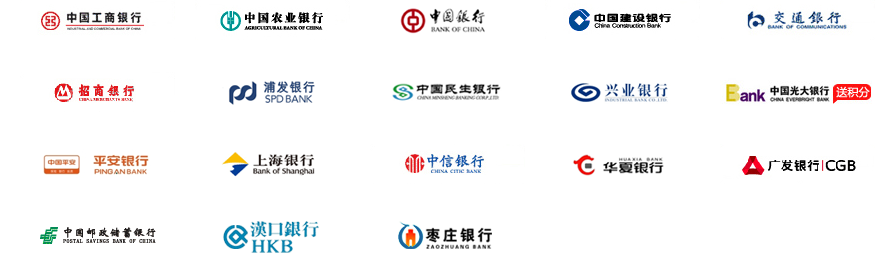 中国工商银行
INDUSTRIAL AND COMMERCIAL BANK OF CHINA
中国农业银行
AGRICULTURAL BANK OF CHINA
中国银行
BANK OF CHINA
中国建设银行
China Construction Bank
交通銀行
BANK OF COMMUNICATIONS
招商银行
CHINA MERCHANTS BANK
浦发银行
SPD BANK
中国民生银行
CHINA MINSHENG BANKING CORP.,LTD
兴业银行
INDUSTRIAL BANK CO.,LTD.
Bank
中国光大银行
CHINA EVERBRIGHT BANK
送积分
中国平安
平安银行
PING AN BANK
上海银行
Bank of Shanghai
中信银行
CHINA CITIC BANK
HUA XIA BANK
华夏银行
广发银行|CGB
中国邮政储蓄银行
POSTAL SAVINGS BANK OF CHINA
漢口銀行
HKB
枣庄银行
ZAOZHUANG BANK